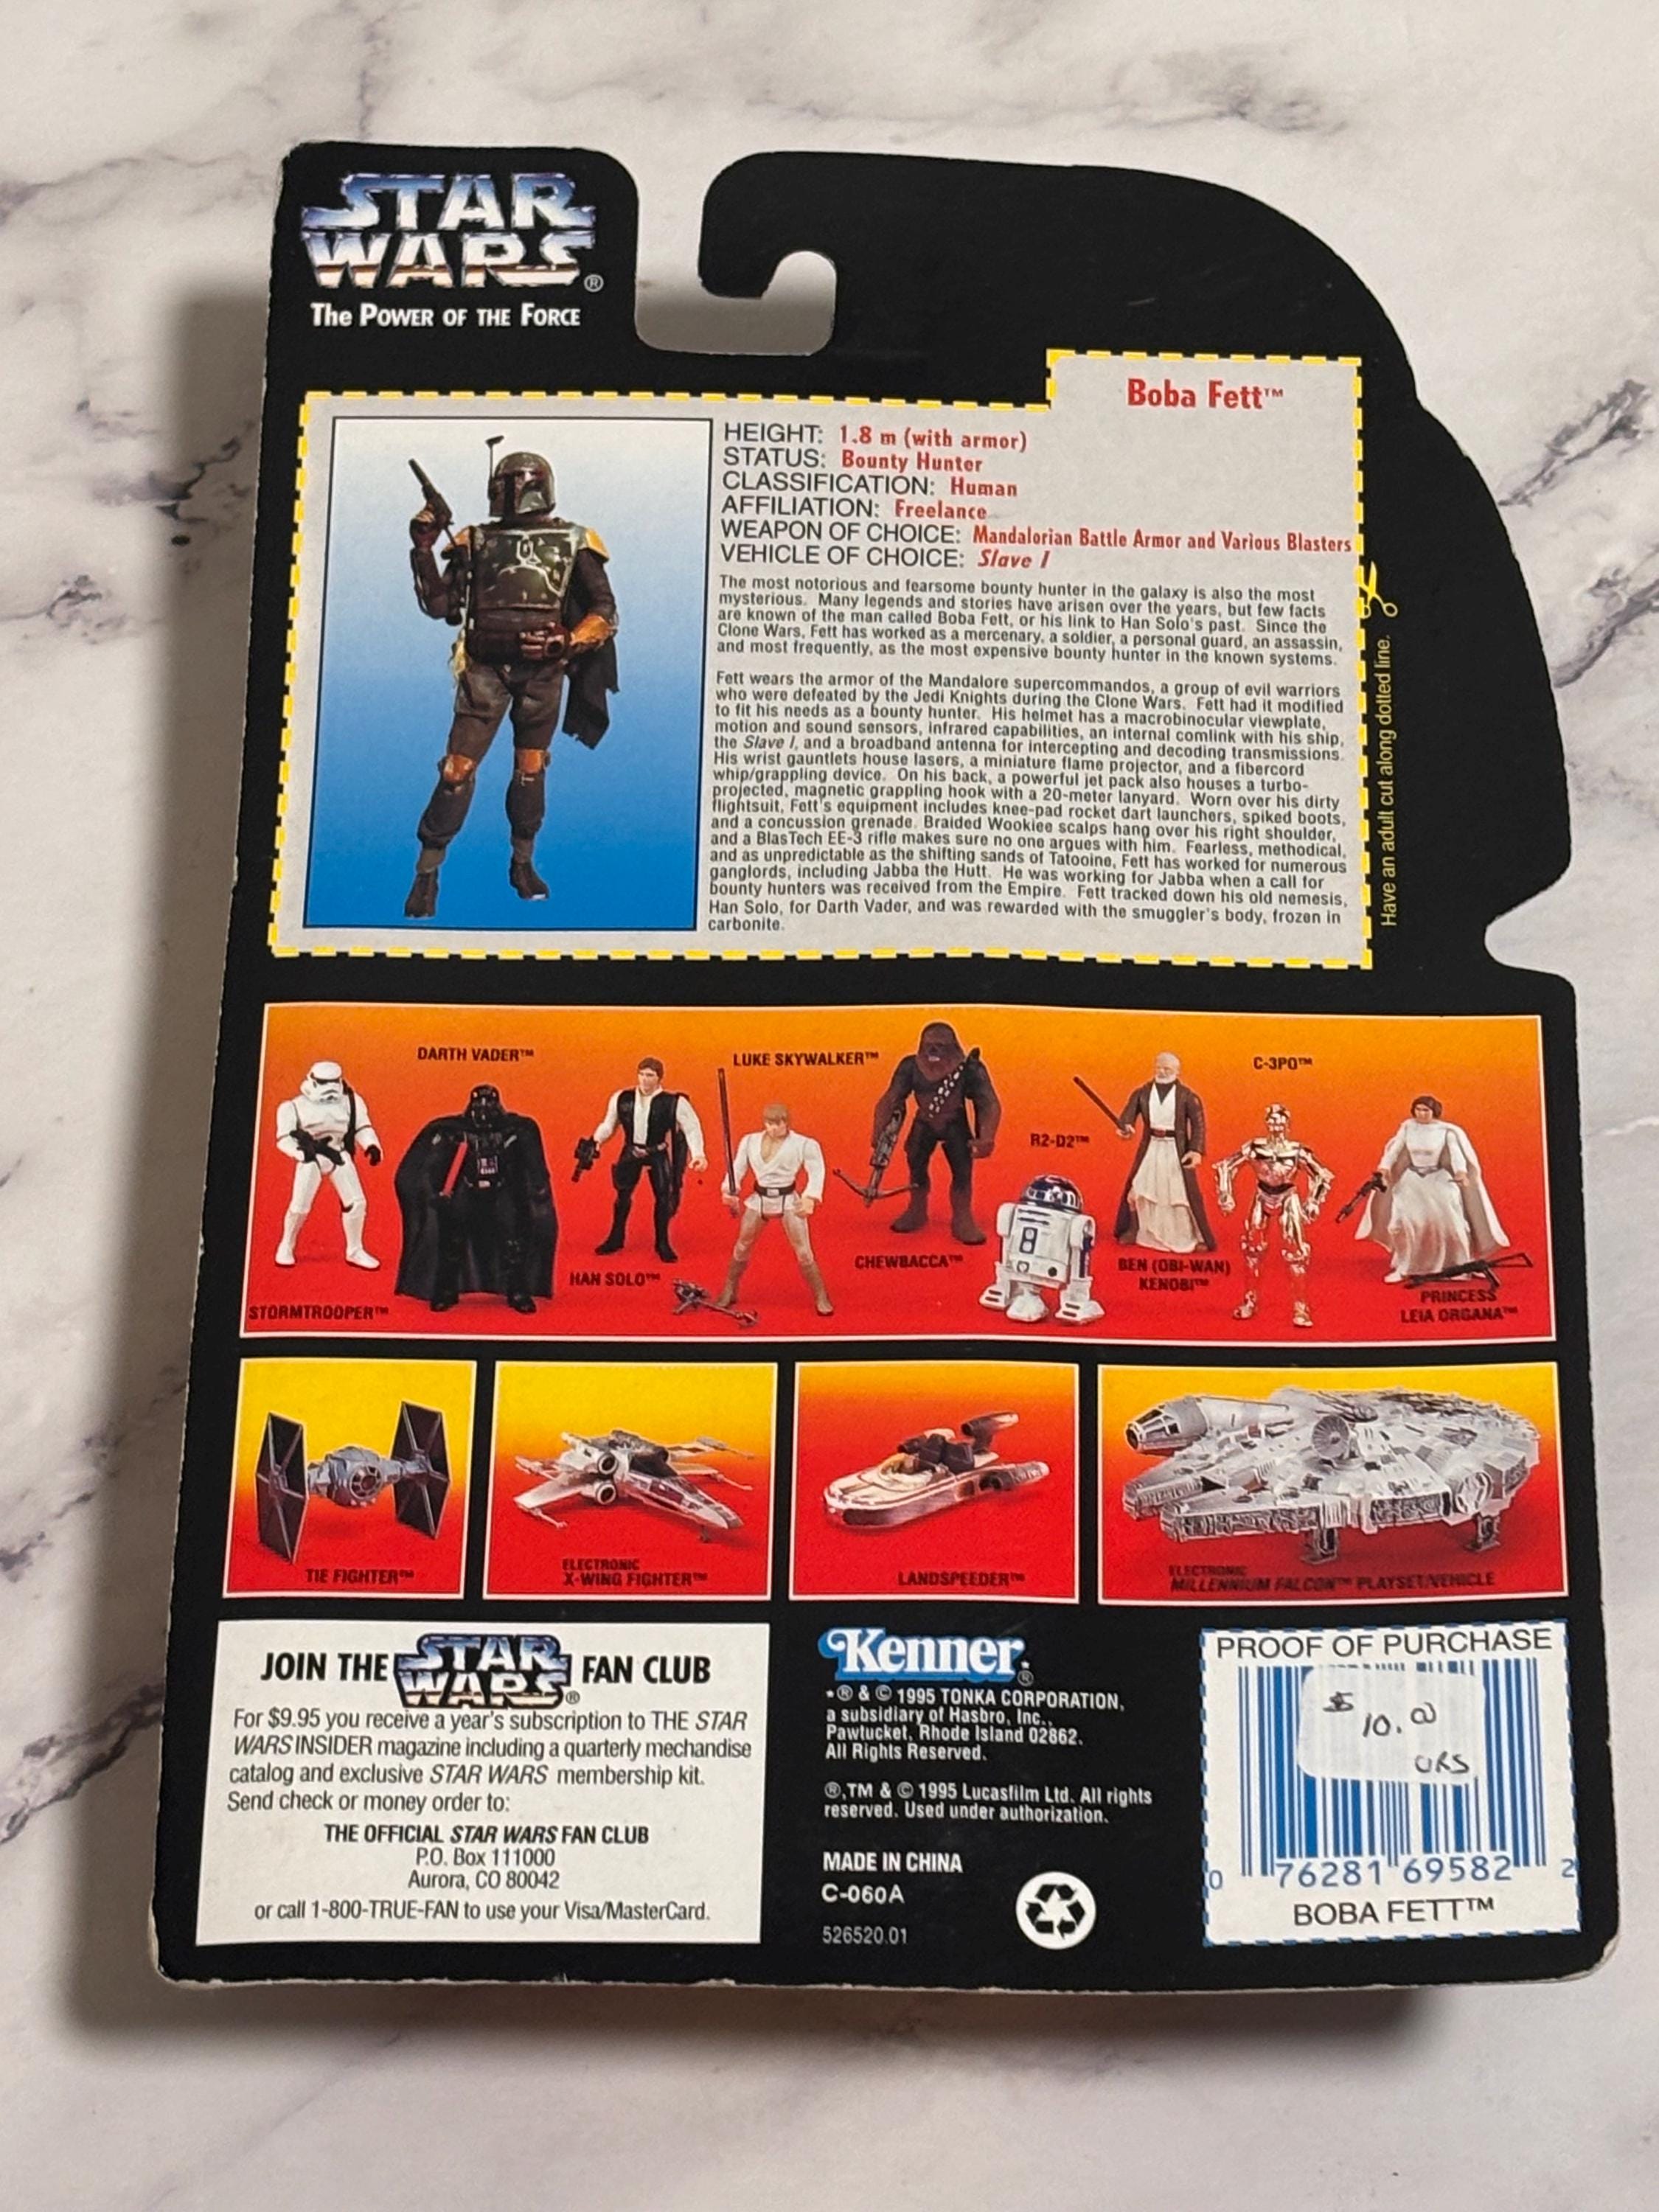 STAR
WARS®
The Power of the Force
Boba Fett™
HEIGHT: 1.8 m (with armor)
STATUS: Bounty Hunter
CLASSIFICATION: Human
AFFILIATION: Freelance
WEAPON OF CHOICE: Mandalorian Battle Armor and Various Blasters
VEHICLE OF CHOICE: Slave I
The most notorious and fearsome bounty hunter in the galaxy is also the most
mysterious. Many legends and stories have arisen over the years, but few facts
are known of the man called Boba Fett, or his link to Han Solo's past. Since the
Clone Wars, Fett has worked as a mercenary, a soldier, a personal guard, an assassin,
and most frequently, as the most expensive bounty hunter in the known systems.
Fett wears the armor of the Mandalore supercommandos, a group of evil warriors
who were defeated by the Jedi Knights during the Clone Wars. Fett had it modified
to fit his needs as a bounty hunter. His helmet has a macrobinocular viewplate,
motion and sound sensors, infrared capabilities, an internal comlink with his ship,
the Slave I, and a broadband antenna for intercepting and decoding transmissions.
His wrist gauntlets house lasers, a miniature flame projector, and a fibercord
whip/grappling device. On his back, a powerful jet pack also houses a turbo-
projected, magnetic grappling hook with a 20-meter lanyard. Worn over his dirty
flightsuit, Fett's equipment includes knee-pad rocket dart launchers, spiked boots,
and a concussion grenade. Braided Wookiee scalps hang over his right shoulder,
and a BlasTech EE-3 rifle makes sure no one argues with him. Fearless, methodical,
and as unpredictable as the shifting sands of Tatooine, Fett has worked for numerous
ganglords, including Jabba the Hutt. He was working for Jabba when a call for
bounty hunters was received from the Empire. Fett tracked down his old nemesis,
Han Solo, for Darth Vader, and was rewarded with the smuggler's body, frozen in
carbonite.
Have an adult cut along dotted line.
DARTH VADER™
LUKE SKYWALKER™
C-3PO™
R2-D2™
CHEWBACCA™
BEN (OBI-WAN)
KENOBI™
HAN SOLO™
STORMTROOPER™
PRINCESS
LEIA ORGANA™
8
TIE FIGHTER™
ELECTRONIC
X-WING FIGHTER™
LANDSPEEDER™
ELECTRONIC
MILLENNIUM FALCON™ PLAYSET/VEHICLE
JOIN THE STAR WARS® FAN CLUB
For $9.95 you receive a year's subscription to THE STAR
WARS INSIDER magazine including a quarterly mechandise
catalog and exclusive STAR WARS membership kit.
Send check or money order to:
THE OFFICIAL STAR WARS FAN CLUB
P.O. Box 111000
Aurora, CO 80042
or call 1-800-TRUE-FAN to use your Visa/MasterCard.
Kenner®
*® & © 1995 TONKA CORPORATION,
a subsidiary of Hasbro, Inc.,
Pawtucket, Rhode Island 02862.
All Rights Reserved.
®,TM & © 1995 Lucasfilm Ltd. All rights
reserved. Used under authorization.
MADE IN CHINA
C-060A
526520.01
PROOF OF PURCHASE
$ 10.00
0 76281 69582 2
BOBA FETT™